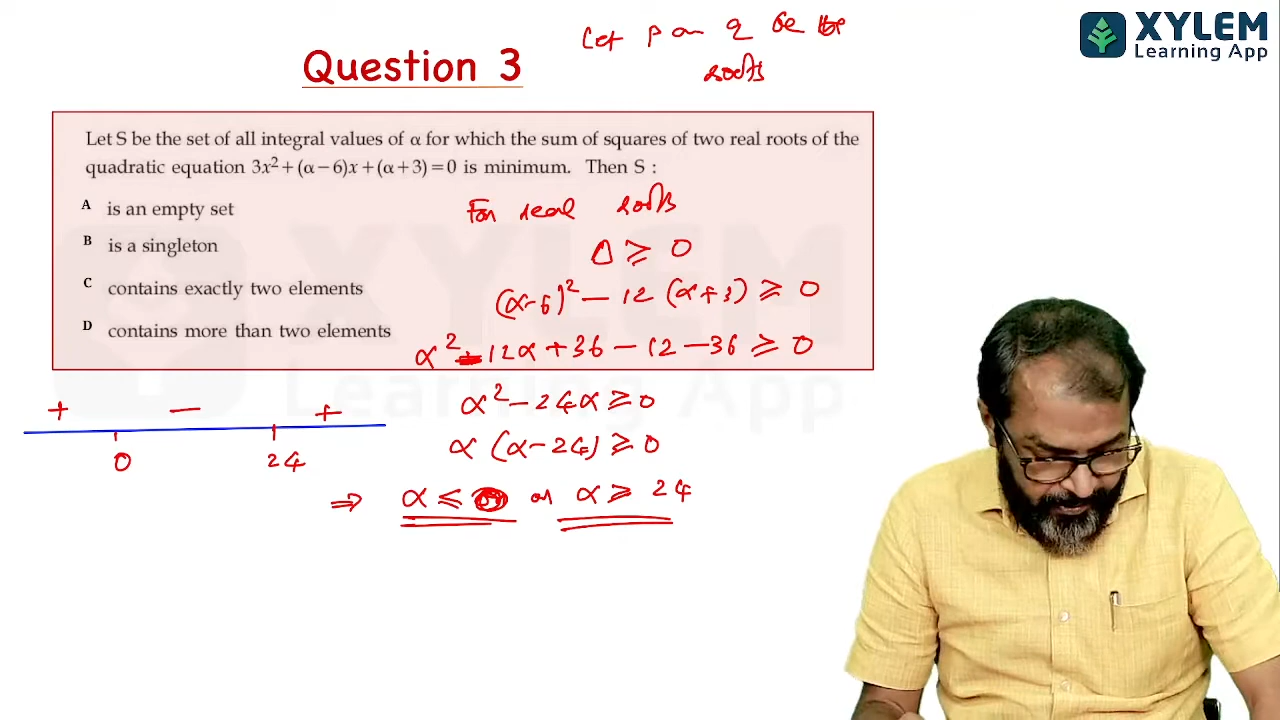 Let p an q be the
roots
XYLEM
Learning App
Question 3
Let S be the set of all integral values of α for which the sum of squares of two real roots of the
quadratic equation 3x²+(α−6)x+(α+3)=0 is minimum. Then S :
A is an empty set
B is a singleton
C contains exactly two elements
D contains more than two elements
For real roots
Δ ≥ 0
(α-6)² − 12 (α+3) ≥ 0
α² - 12α + 36 − 12 − 36 ≥ 0
α² − 24α ≥ 0
α (α − 24) ≥ 0
⇒ α ≤ 0 or α ≥ 24
+ − +
0 24